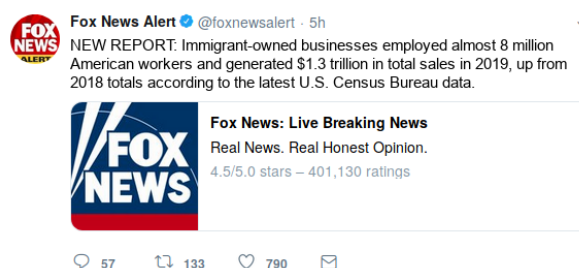 Fox News Alert @foxnewsalert · 5h
NEW REPORT: Immigrant-owned businesses employed almost 8 million
American workers and generated $1.3 trillion in total sales in 2019, up from
2018 totals according to the latest U.S. Census Bureau data.
FOX
NEWS
ALERT
FOX
NEWS
Fox News: Live Breaking News
Real News. Real Honest Opinion.
4.5/5.0 stars – 401,130 ratings
57 133 790